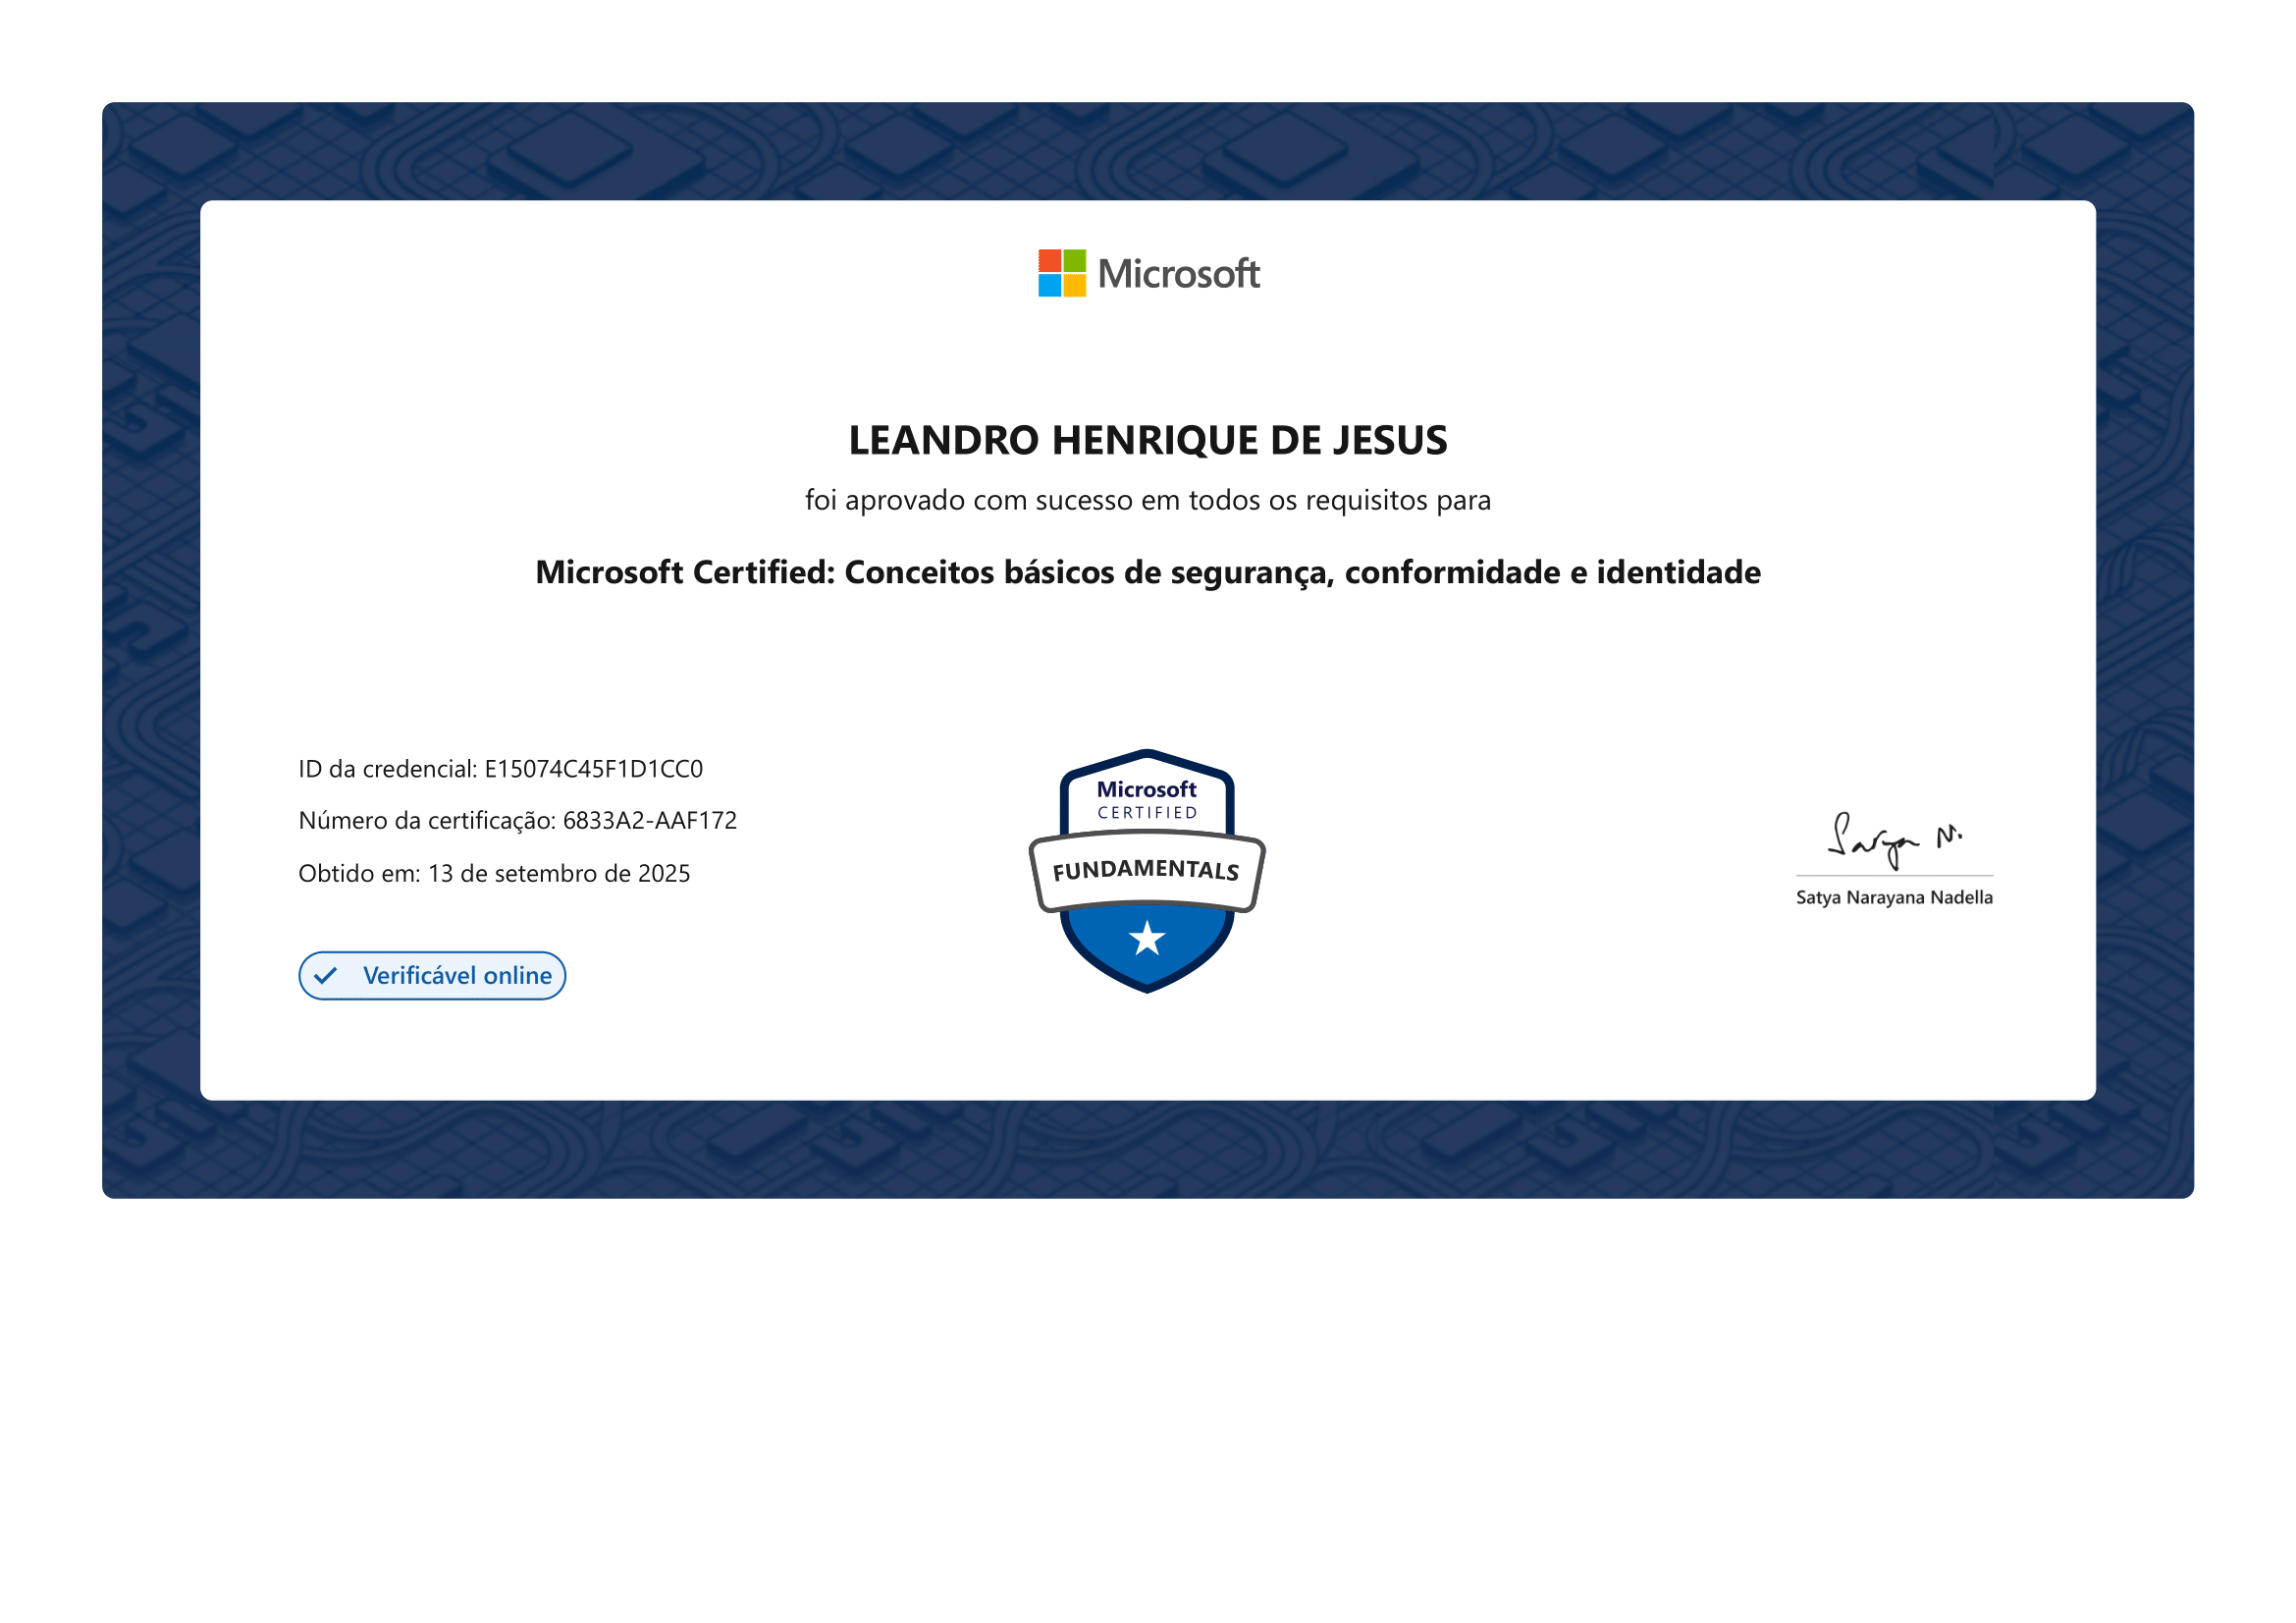 Microsoft
LEANDRO HENRIQUE DE JESUS
foi aprovado com sucesso em todos os requisitos para
Microsoft Certified: Conceitos básicos de segurança, conformidade e identidade
ID da credencial: E15074C45F1D1CC0
Número da certificação: 6833A2-AAF172
Obtido em: 13 de setembro de 2025
Verificável online
Microsoft
CERTIFIED
FUNDAMENTALS
Satya N.
Satya Narayana Nadella